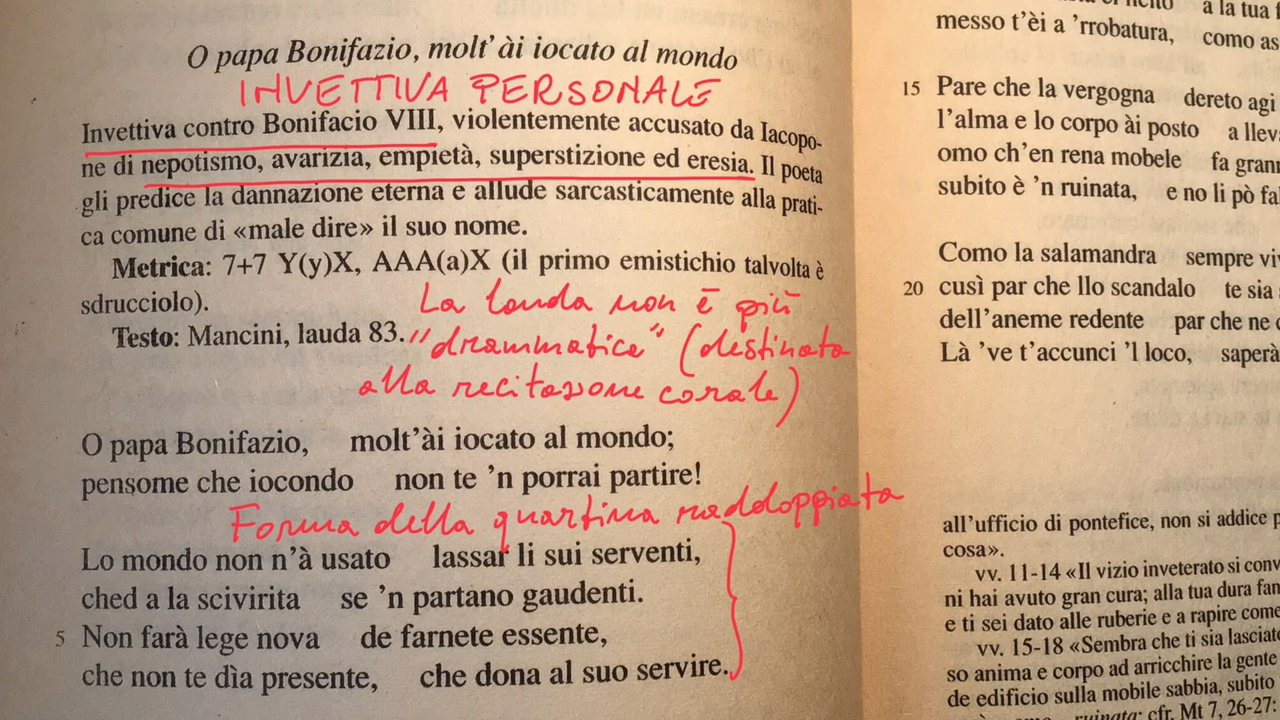 O papa Bonifazio, molt'ài iocato al mondo
INVETTIVA PERSONALE
Invettiva contro Bonifacio VIII, violentemente accusato da Iacopo-
ne di nepotismo, avarizia, empietà, superstizione ed eresia. Il poeta
gli predice la dannazione eterna e allude sarcasticamente alla prati-
ca comune di «male dire» il suo nome.
Metrica: 7+7 Y(y)X, AAA(a)X (il primo emistichio talvolta è
sdrucciolo).
La lauda non è più
Testo: Mancini, lauda 83.
"drammatica" (destinata
alla recitazione corale)
O papa Bonifazio, molt'ài iocato al mondo;
pensome che iocondo non te 'n porrai partire!
Forma della quartina raddoppiata
Lo mondo non n'à usato lassar li sui serventi,
ched a la scivirita se 'n partano gaudenti.
5 Non farà lege nova de farnete essente,
che non te dìa presente, che dona al suo servire.
a la tua
messo t'èi a 'rrobatura, como
15 Pare che la vergogna dereto agi
l'alma e lo corpo ài posto a
omo ch'en rena mobele fa
subito è 'n ruinata, e no li pò
Como la salamandra sempre
20 cusì par che llo scandalo te sia
dell'aneme redente par che ne
Là 've t'accunci 'l loco, saperà
all'ufficio di pontefice, non si addice
cosa».
vv. 11-14 «Il vizio inveterato si
ni hai avuto gran cura; alla tua dura
e ti sei dato alle ruberie e a rapire come
vv. 15-18 «Sembra che ti sia
so anima e corpo ad arricchire la gente
de edificio sulla mobile sabbia, subito
ruinata: cfr. Mt 7, 26-27: